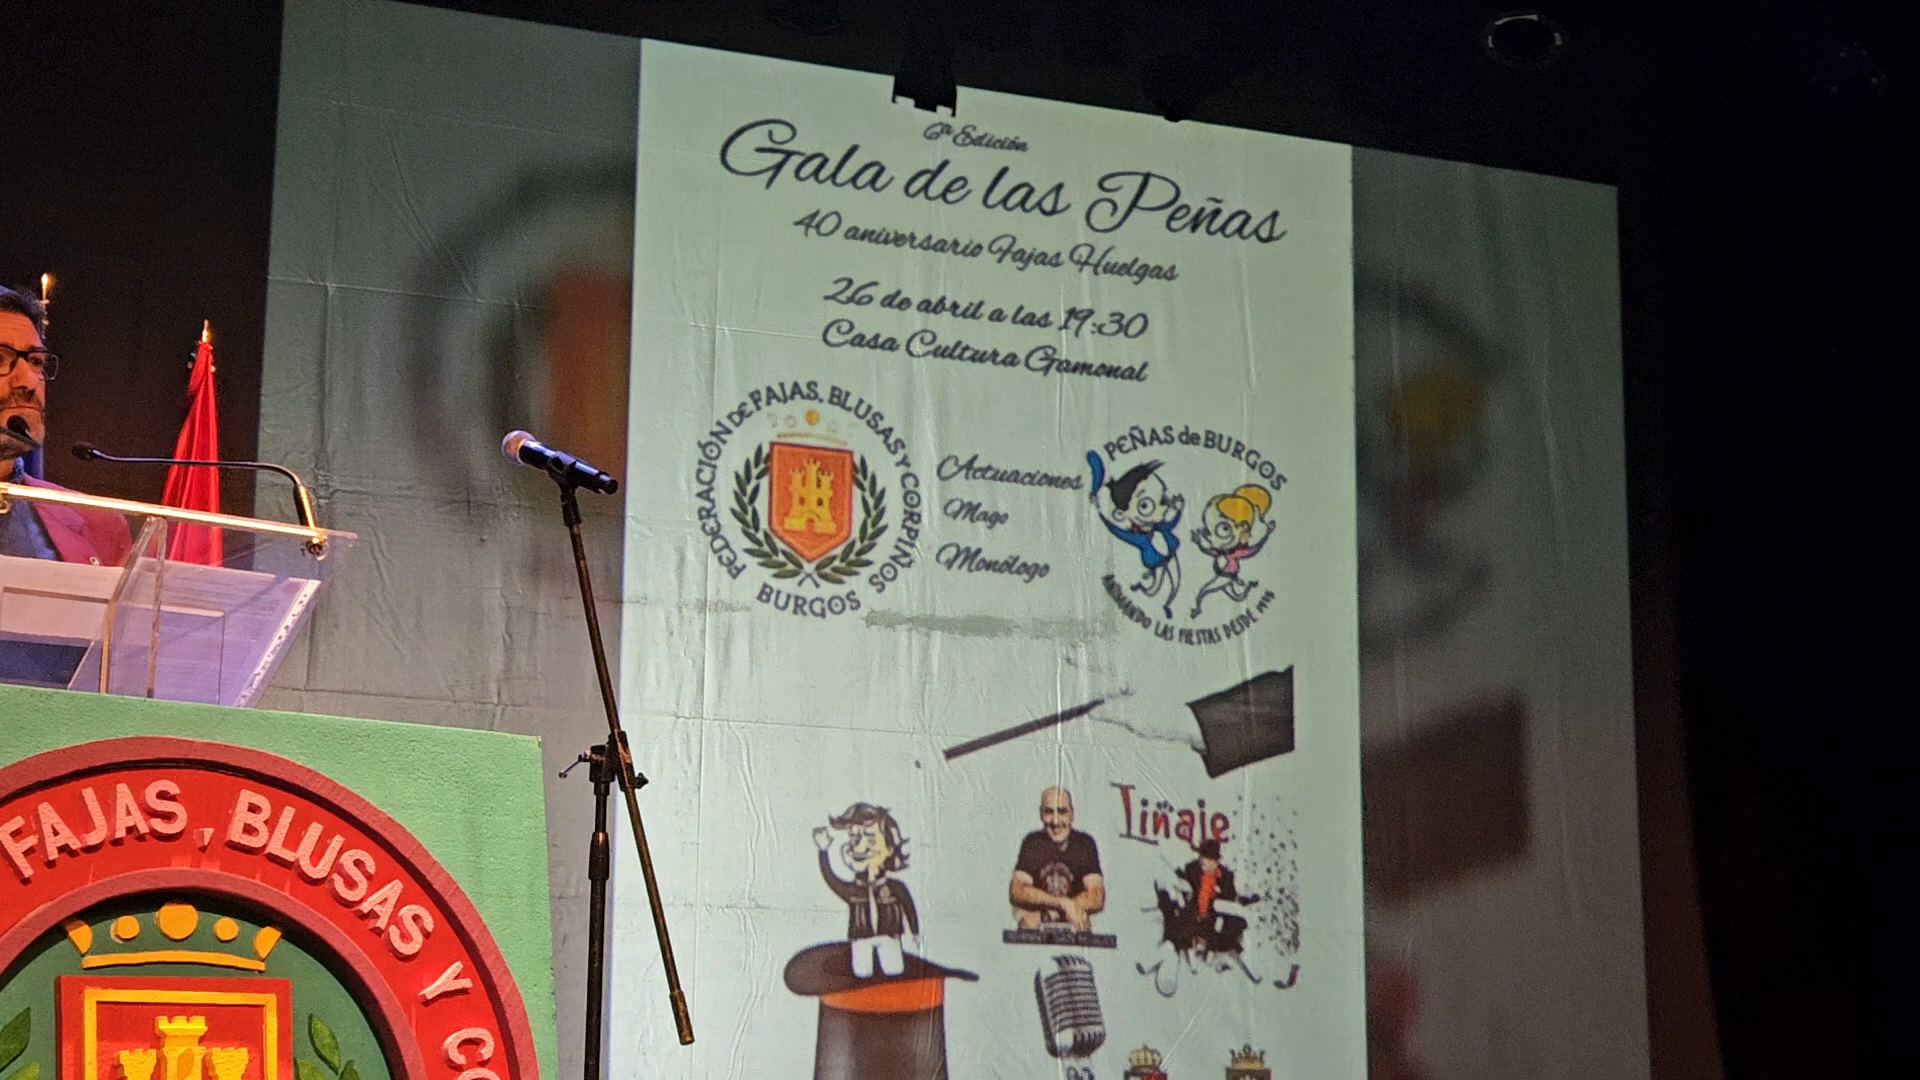 6ª Edición
Gala de las Peñas
40 aniversario Fajas Huelgas
26 de abril a las 19:30
Casa Cultura Gamonal
FEDERACIÓN DE FAJAS, BLUSAS Y CORPIÑOS
BURGOS
Actuaciones
Mago
Monólogo
PEÑAS de BURGOS
ANIMANDO LAS FIESTAS DESDE
Liñaje
FAJAS, BLUSAS Y CO